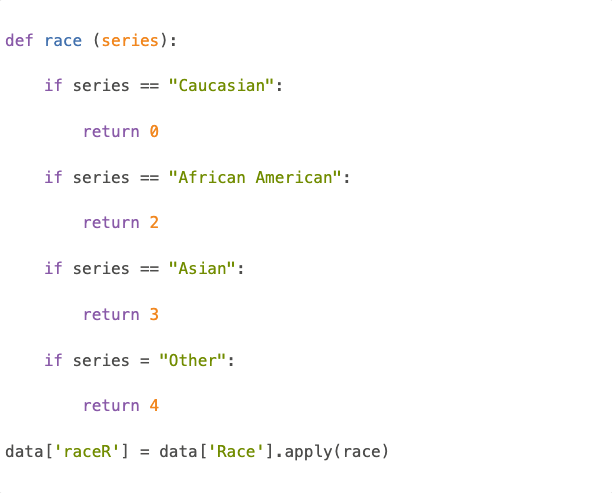 def race (series):
    if series == "Caucasian":
        return 0
    if series == "African American":
        return 2
    if series == "Asian":
        return 3
    if series = "Other":
        return 4
data['raceR'] = data['Race'].apply(race)